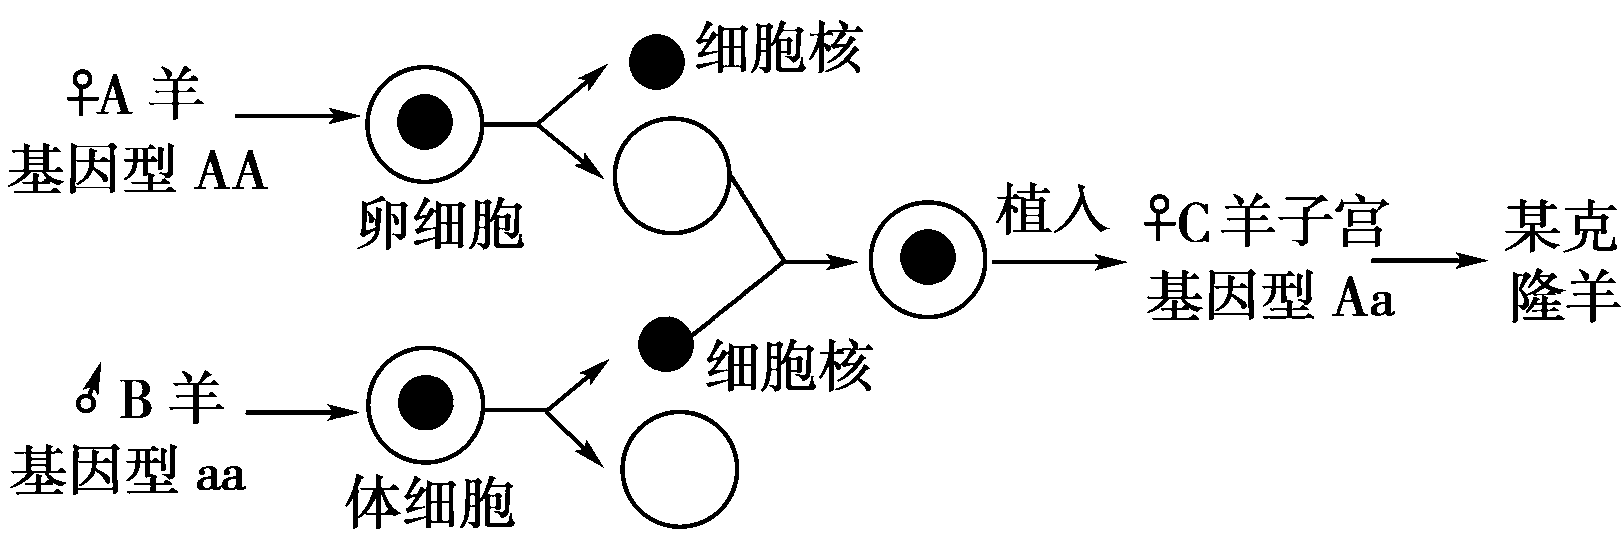 细胞核
♀A 羊
基因型 AA
卵细胞
植入
♀C 羊子宫
基因型 Aa
某克
隆羊
细胞核
♂ B 羊
基因型 aa
体细胞